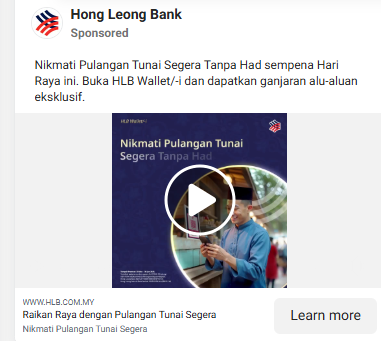 Hong Leong Bank
Sponsored
Nikmati Pulangan Tunai Segera Tanpa Had sempena Hari
Raya ini. Buka HLB Wallet/-i dan dapatkan ganjaran alu-aluan
eksklusif.
HLB Wallet/-i
Nikmati Pulangan Tunai
Segera Tanpa Had
WWW.HLB.COM.MY
Raikan Raya dengan Pulangan Tunai Segera
Nikmati Pulangan Tunai Segera
Learn more